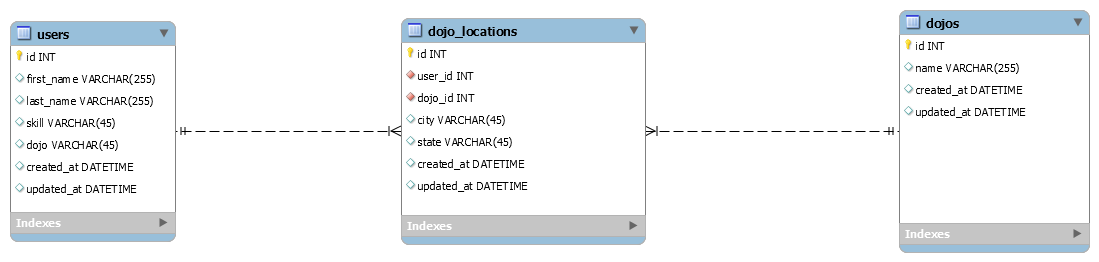 users
id INT
first_name VARCHAR(255)
last_name VARCHAR(255)
skill VARCHAR(45)
dojo VARCHAR(45)
created_at DATETIME
updated_at DATETIME
Indexes
dojo_locations
id INT
user_id INT
dojo_id INT
city VARCHAR(45)
state VARCHAR(45)
created_at DATETIME
updated_at DATETIME
Indexes
dojos
id INT
name VARCHAR(255)
created_at DATETIME
updated_at DATETIME
Indexes